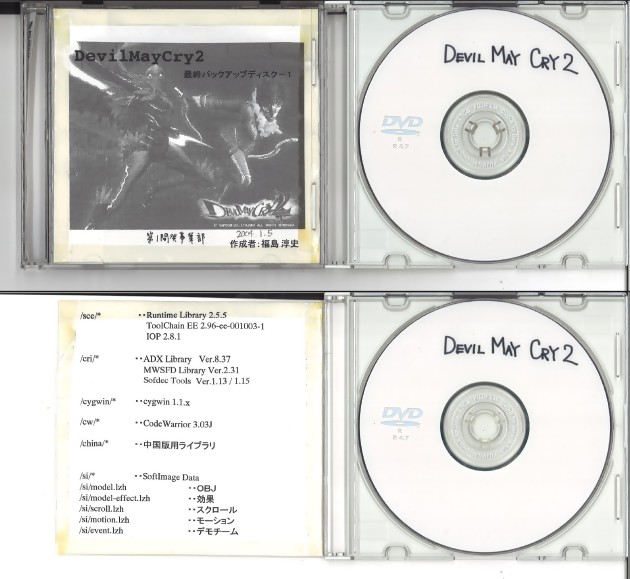 DevilMayCry2
最終バックアップディスクー1
DEVIL MAY CRY 2
第1開発事業部
2004.1.5
作成者:福島 淳史
DEVIL MAY CRY 2
DVD
R
R4.7
/sce/* ・・Runtime Library 2.5.5
ToolChain EE 2.96-ee-001003-1
IOP 2.8.1
/cri/* ・・ADX Library Ver.8.37
MWSFD Library Ver.2.31
Sofdec Tools Ver.1.13 / 1.15
/cygwin/* ・・cygwin 1.1.x
/cw/* ・・CodeWarrior 3.03J
/china/* ・・中国版用ライブラリ
/si/* ・・SoftImage Data
/si/model.lzh ・・OBJ
/si/model-effect.lzh ・・効果
/si/scroll.lzh ・・スクロール
/si/motion.lzh ・・モーション
/si/event.lzh ・・デモチーム
DEVIL MAY CRY 2
DVD
R
R4.7